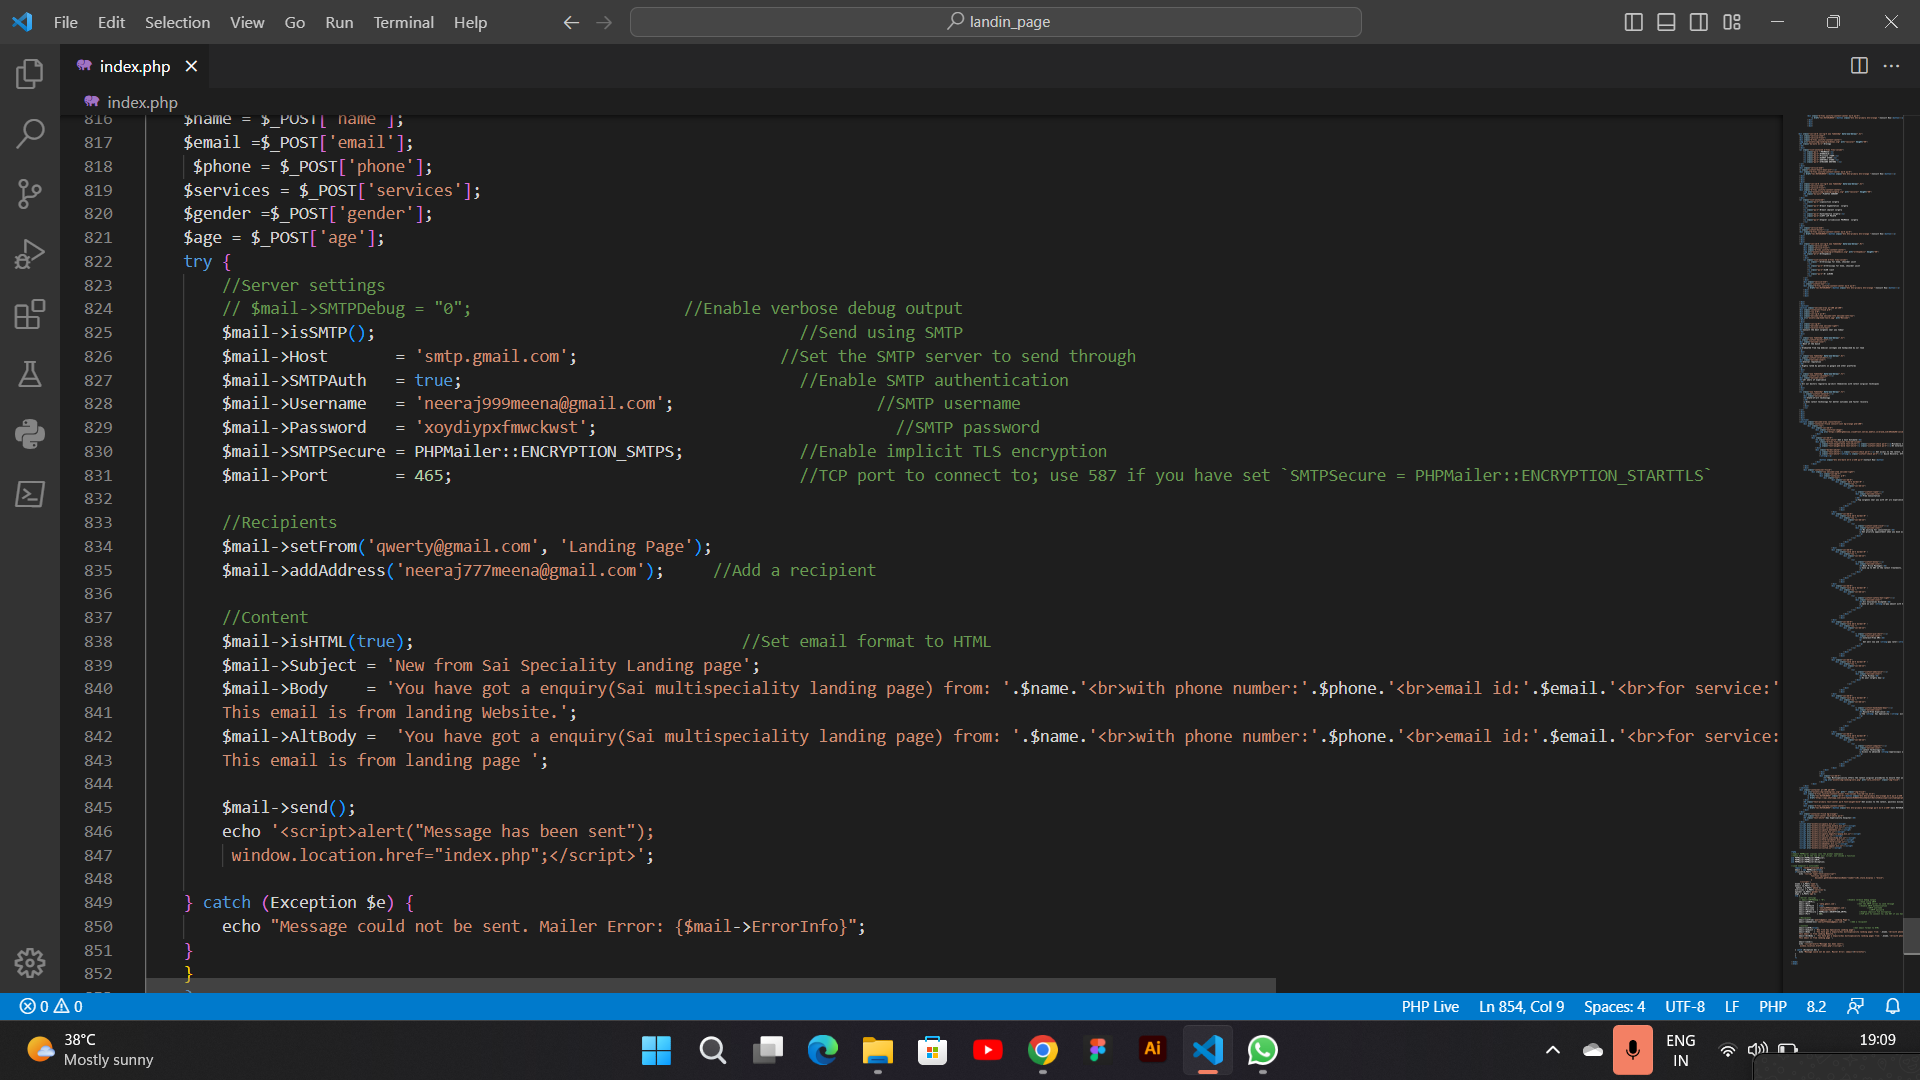 File Edit Selection View Go Run Terminal Help
landin_page
index.php
index.php
816 $name = $_POST['name'];
817 $email =$_POST['email'];
818 $phone = $_POST['phone'];
819 $services = $_POST['services'];
820 $gender =$_POST['gender'];
821 $age = $_POST['age'];
822 try {
823 //Server settings
824 // $mail->SMTPDebug = "0"; //Enable verbose debug output
825 $mail->isSMTP(); //Send using SMTP
826 $mail->Host = 'smtp.gmail.com'; //Set the SMTP server to send through
827 $mail->SMTPAuth = true; //Enable SMTP authentication
828 $mail->Username = 'neeraj999meena@gmail.com'; //SMTP username
829 $mail->Password = 'xoydiypxfmwckwst'; //SMTP password
830 $mail->SMTPSecure = PHPMailer::ENCRYPTION_SMTPS; //Enable implicit TLS encryption
831 $mail->Port = 465; //TCP port to connect to; use 587 if you have set `SMTPSecure = PHPMailer::ENCRYPTION_STARTTLS`
832
833 //Recipients
834 $mail->setFrom('qwerty@gmail.com', 'Landing Page');
835 $mail->addAddress('neeraj777meena@gmail.com'); //Add a recipient
836
837 //Content
838 $mail->isHTML(true); //Set email format to HTML
839 $mail->Subject = 'New from Sai Speciality Landing page';
840 $mail->Body = 'You have got a enquiry(Sai multispeciality landing page) from: '.$name.'<br>with phone number:'.$phone.'<br>email id:'.$email.'<br>for service:'
841 This email is from landing Website.';
842 $mail->AltBody = 'You have got a enquiry(Sai multispeciality landing page) from: '.$name.'<br>with phone number:'.$phone.'<br>email id:'.$email.'<br>for service:
843 This email is from landing page ';
844
845 $mail->send();
846 echo '<script>alert("Message has been sent");
847 window.location.href="index.php";</script>';
848
849 } catch (Exception $e) {
850 echo "Message could not be sent. Mailer Error: {$mail->ErrorInfo}";
851 }
852 }
0 0 PHP Live Ln 854, Col 9 Spaces: 4 UTF-8 LF PHP 8.2
38°C
Mostly sunny
Ai
ENG
IN
19:09